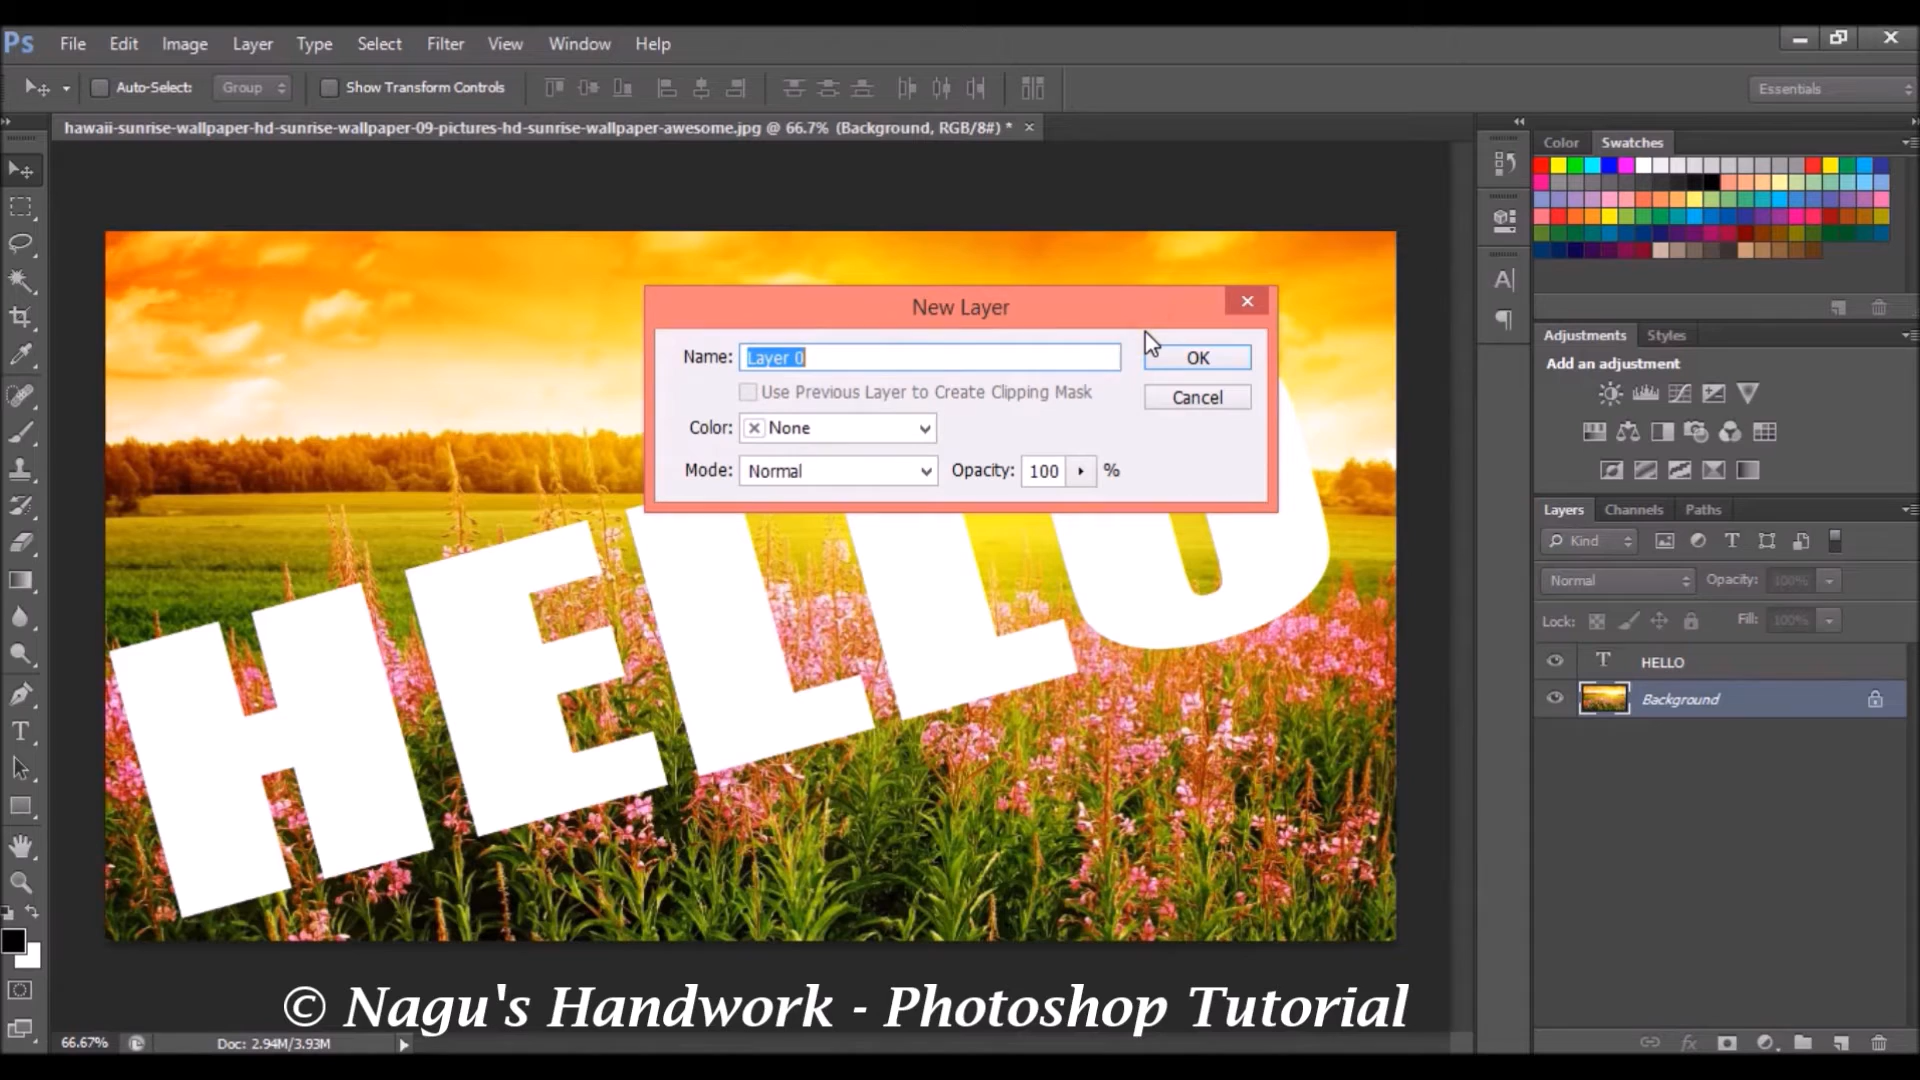 Ps File Edit Image Layer Type Select Filter View Window Help
Auto-Select: Group Show Transform Controls Essentials
hawaii-sunrise-wallpaper-hd-sunrise-wallpaper-09-pictures-hd-sunrise-wallpaper-awesome.jpg @ 66.7% (Background, RGB/8#) *
Color Swatches
New Layer
Name: Layer 0 OK
Use Previous Layer to Create Clipping Mask Cancel
Color: None
Mode: Normal Opacity: 100 %
HELLO
Adjustments Styles
Add an adjustment
Layers Channels Paths
Kind
Normal Opacity: 100%
Lock: Fill: 100%
HELLO
Background
© Nagu's Handwork - Photoshop Tutorial
66.67% Doc: 2.94M/3.93M